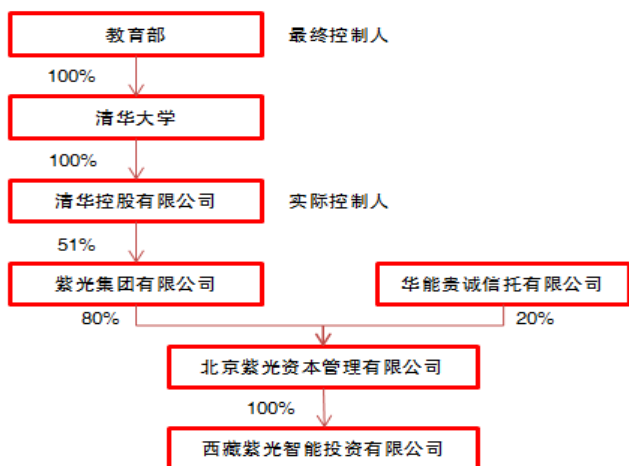 教育部 最终控制人
100%
清华大学
100%
清华控股有限公司 实际控制人
51%
紫光集团有限公司 华能贵诚信托有限公司
80% 20%
北京紫光资本管理有限公司
100%
西藏紫光智能投资有限公司